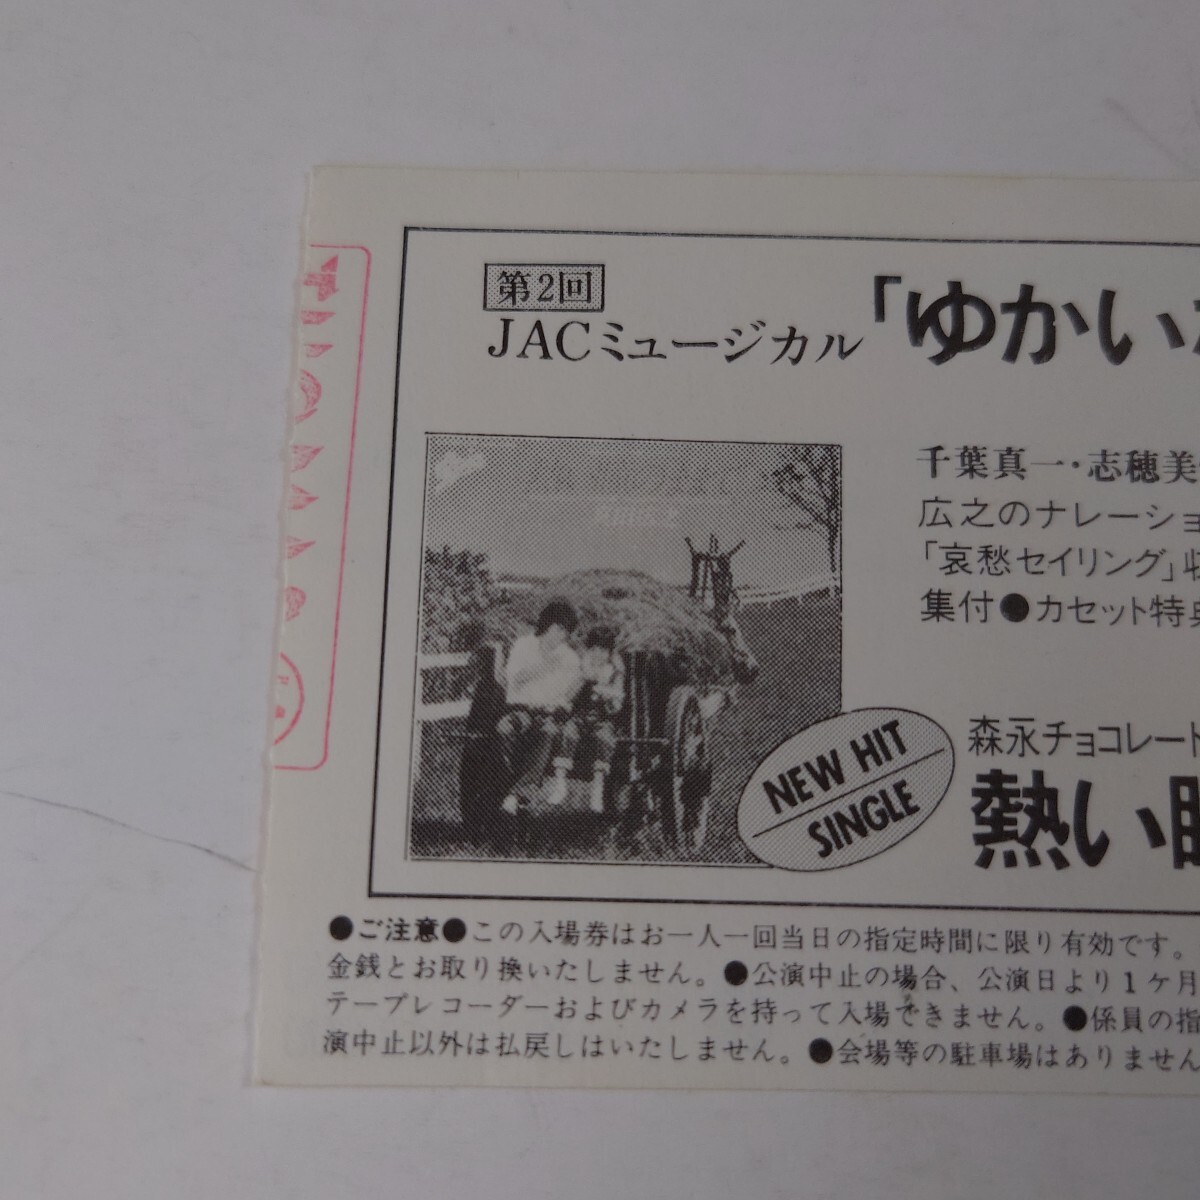 第2回
JACミュージカル「ゆかい
千葉真一・志穂美
広之のナレーショ
「哀愁セイリング」収
集付●カセット特典
NEW HIT
SINGLE
森永チョコレート
熱い
●ご注意●この入場券はお一人一回当日の指定時間に限り有効です。
金銭とお取り換いたしません。●公演中止の場合、公演日より1ケ月
テープレコーダーおよびカメラを持って入場できません。●係員の指
演中止以外は払戻しはいたしません。●会場等の駐車場はありません